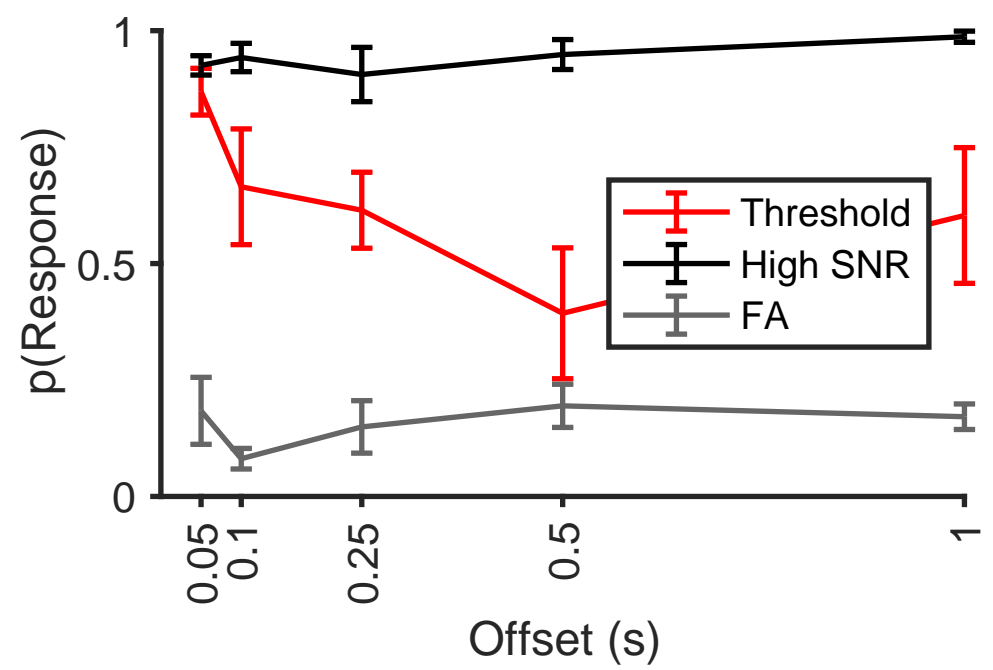 1
0.5
0
p(Response)
Threshold
High SNR
FA
0.05
0.1
0.25
0.5
1
Offset (s)